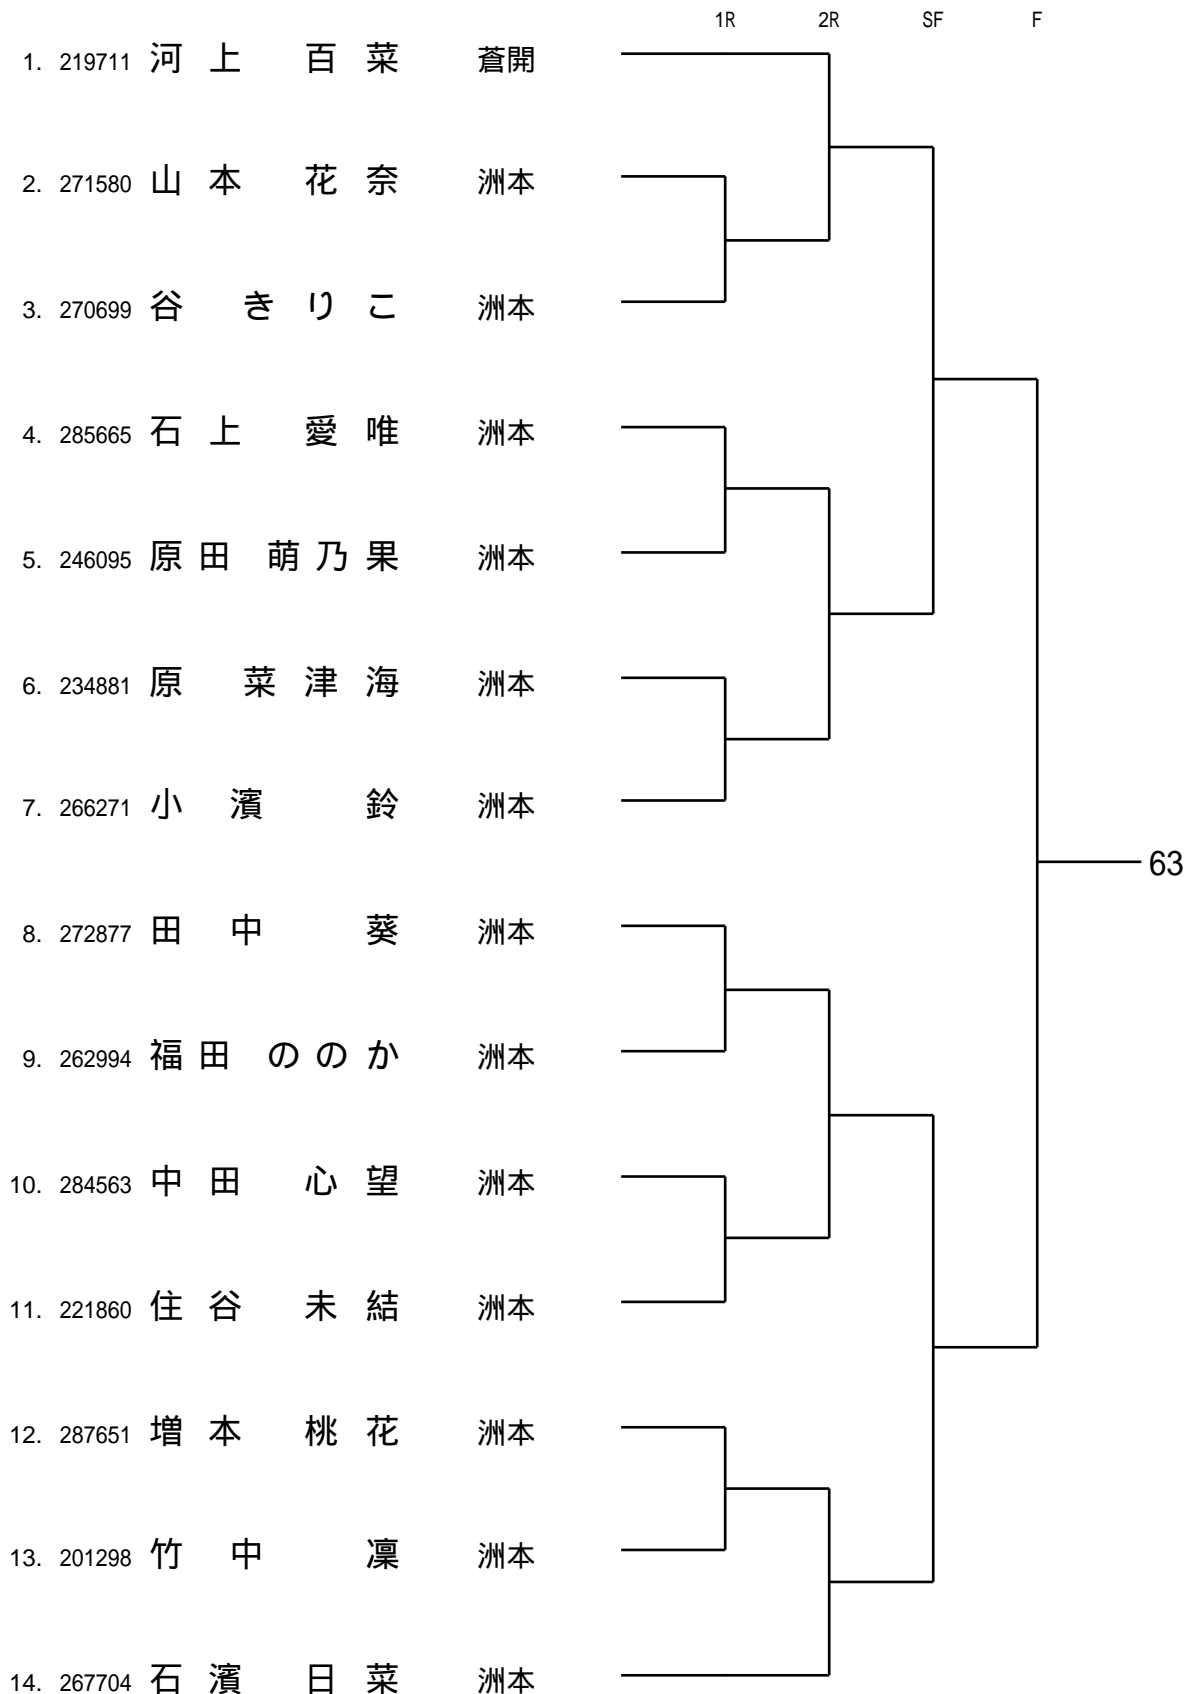 1R 2R SF F
1. 219711 河上 百菜 蒼開
2. 271580 山本 花奈 洲本
3. 270699 谷 きりこ 洲本
4. 285665 石上 愛唯 洲本
5. 246095 原田 萌乃果 洲本
6. 234881 原 菜津海 洲本
7. 266271 小濱 鈴 洲本
63
8. 272877 田中 葵 洲本
9. 262994 福田 ののか 洲本
10. 284563 中田 心望 洲本
11. 221860 住谷 未結 洲本
12. 287651 増本 桃花 洲本
13. 201298 竹中 凜 洲本
14. 267704 石濱 日菜 洲本